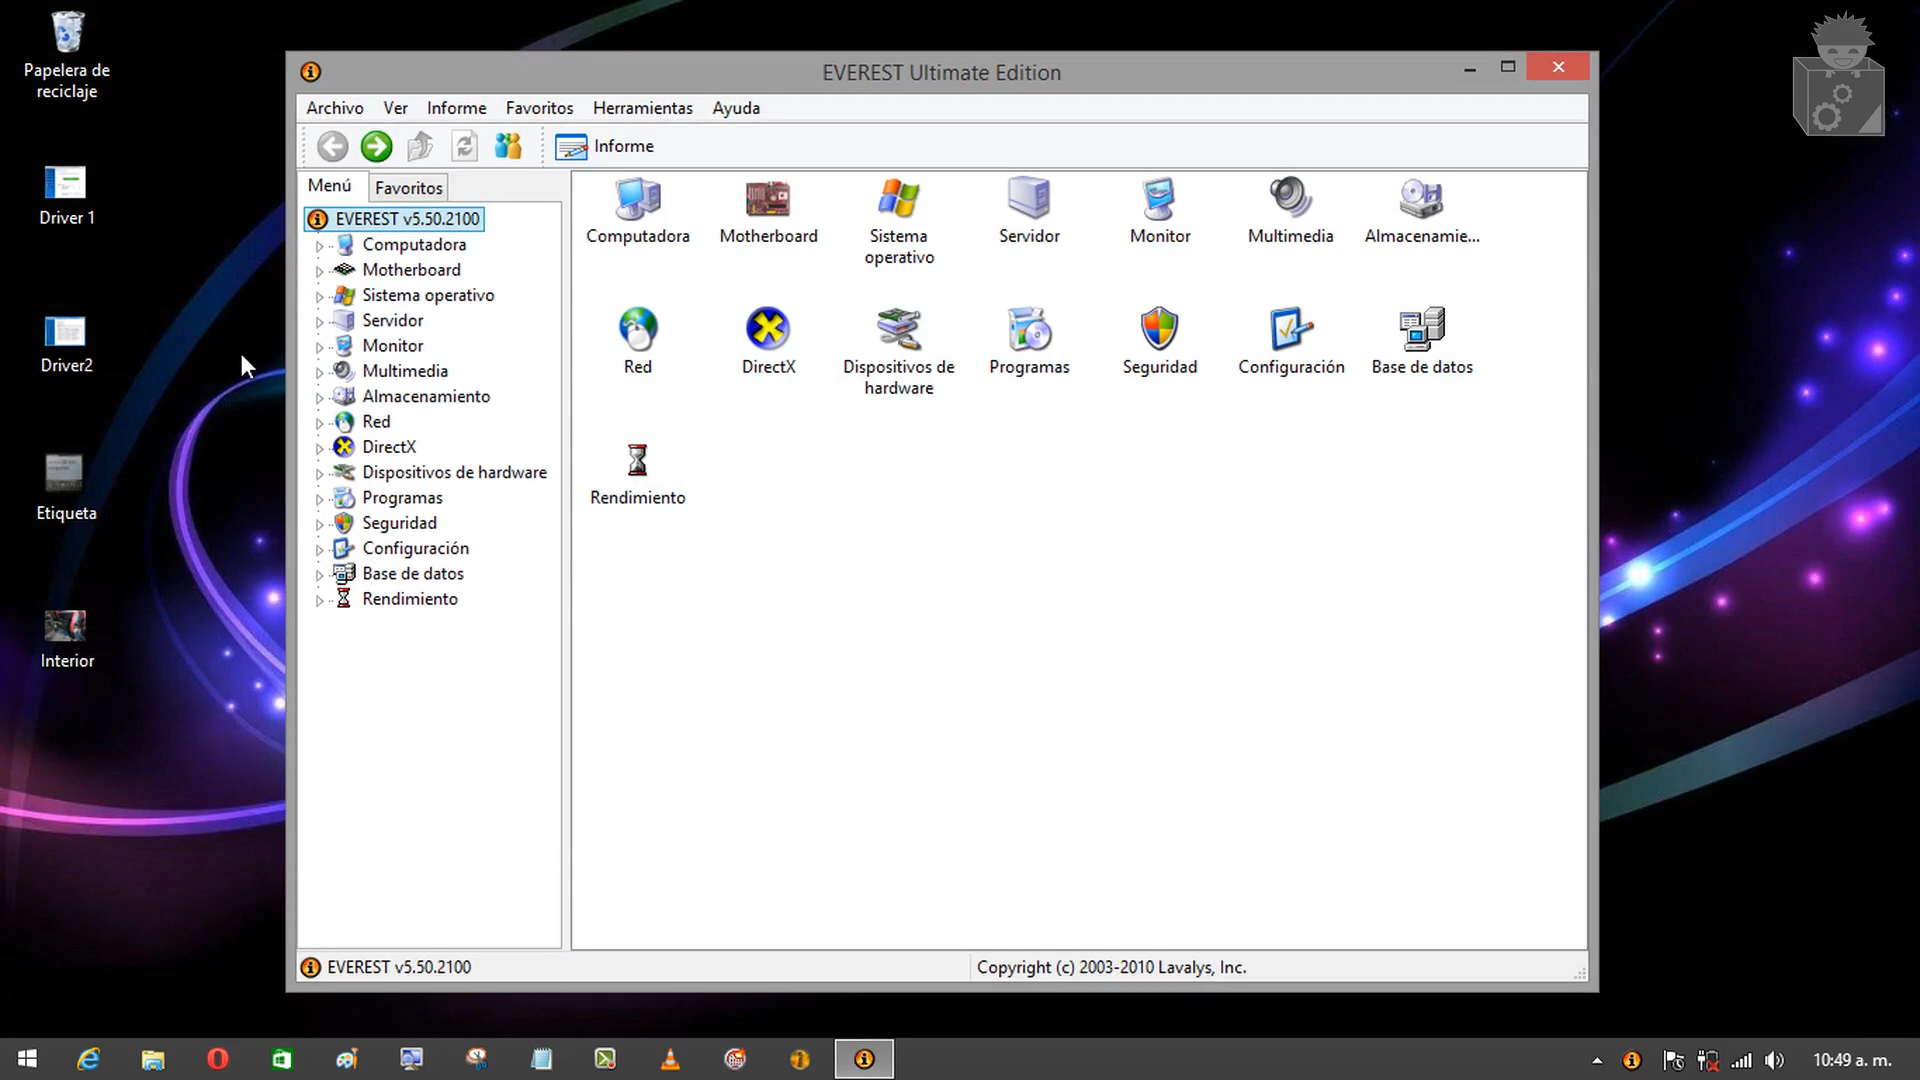 Papelera de
reciclaje
Driver 1
Driver2
Etiqueta
Interior
EVEREST Ultimate Edition
Archivo Ver Informe Favoritos Herramientas Ayuda
Informe
Menú Favoritos
EVEREST v5.50.2100
Computadora
Motherboard
Sistema operativo
Servidor
Monitor
Multimedia
Almacenamiento
Red
DirectX
Dispositivos de hardware
Programas
Seguridad
Configuración
Base de datos
Rendimiento
Computadora Motherboard Sistema Servidor Monitor Multimedia Almacenamie...
operativo
Red DirectX Dispositivos de Programas Seguridad Configuración Base de datos
hardware
Rendimiento
EVEREST v5.50.2100 Copyright (c) 2003-2010 Lavalys, Inc.
10:49 a. m.